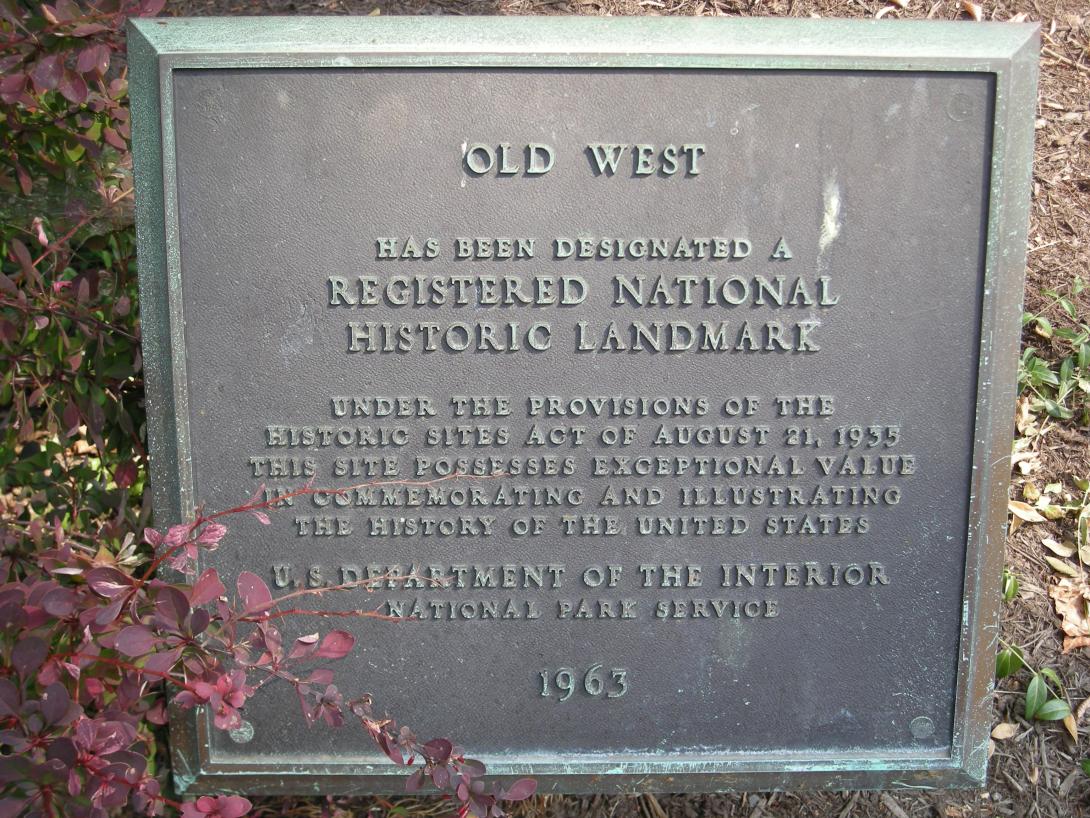 OLD WEST
HAS BEEN DESIGNATED A
REGISTERED NATIONAL
HISTORIC LANDMARK
UNDER THE PROVISIONS OF THE
HISTORIC SITES ACT OF AUGUST 21, 1935
THIS SITE POSSESSES EXCEPTIONAL VALUE
IN COMMEMORATING AND ILLUSTRATING
THE HISTORY OF THE UNITED STATES
U.S. DEPARTMENT OF THE INTERIOR
NATIONAL PARK SERVICE
1963